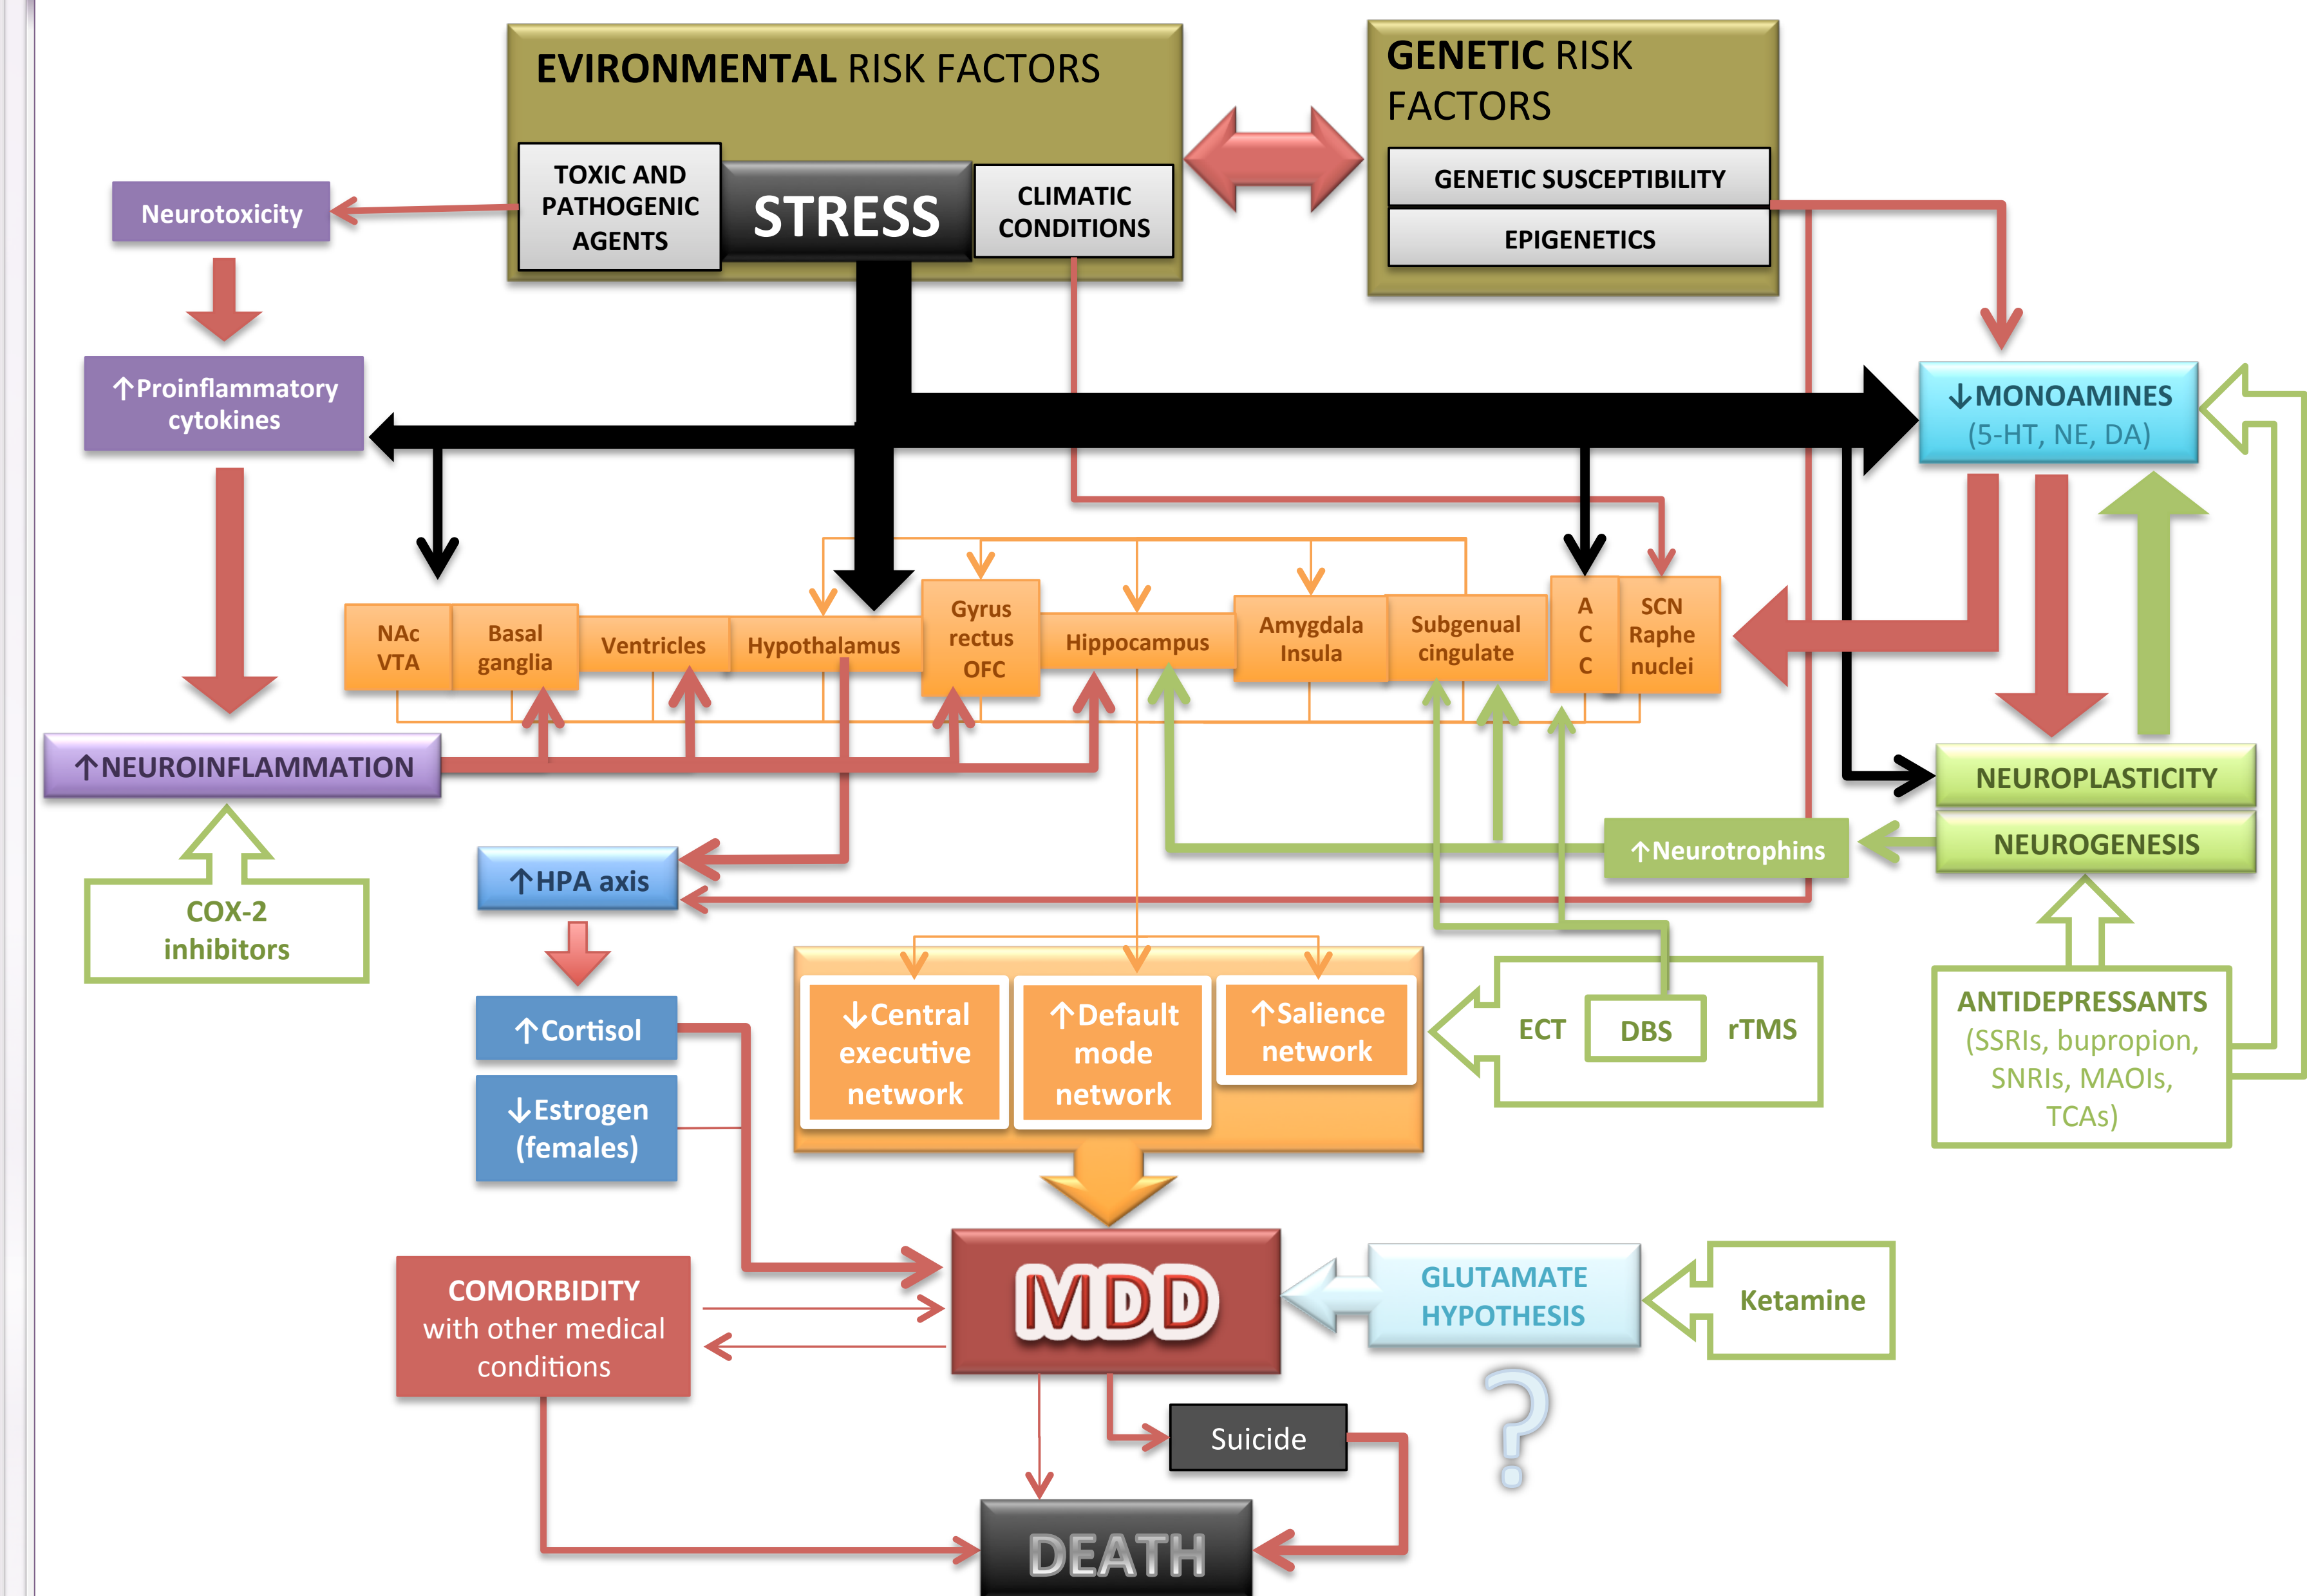 EVIRONMENTAL RISK FACTORS
GENETIC RISK
FACTORS
TOXIC AND
PATHOGENIC
AGENTS
STRESS
CLIMATIC
CONDITIONS
GENETIC SUSCEPTIBILITY
EPIGENETICS
Neurotoxicity
↑Proinflammatory
cytokines
↓MONOAMINES
(5-HT, NE, DA)
NAc
VTA
Basal
ganglia
Ventricles
Hypothalamus
Gyrus
rectus
OFC
Hippocampus
Amygdala
Insula
Subgenual
cingulate
A
C
C
SCN
Raphe
nuclei
↑NEUROINFLAMMATION
NEUROPLASTICITY
NEUROGENESIS
↑Neurotrophins
COX-2
inhibitors
↑HPA axis
↑Cortisol
↓Estrogen
(females)
↓Central
executive
network
↑Default
mode
network
↑Salience
network
ECT
DBS
rTMS
ANTIDEPRESSANTS
(SSRIs, bupropion,
SNRIs, MAOIs,
TCAs)
COMORBIDITY
with other medical
conditions
MDD
GLUTAMATE
HYPOTHESIS
Ketamine
?
Suicide
DEATH